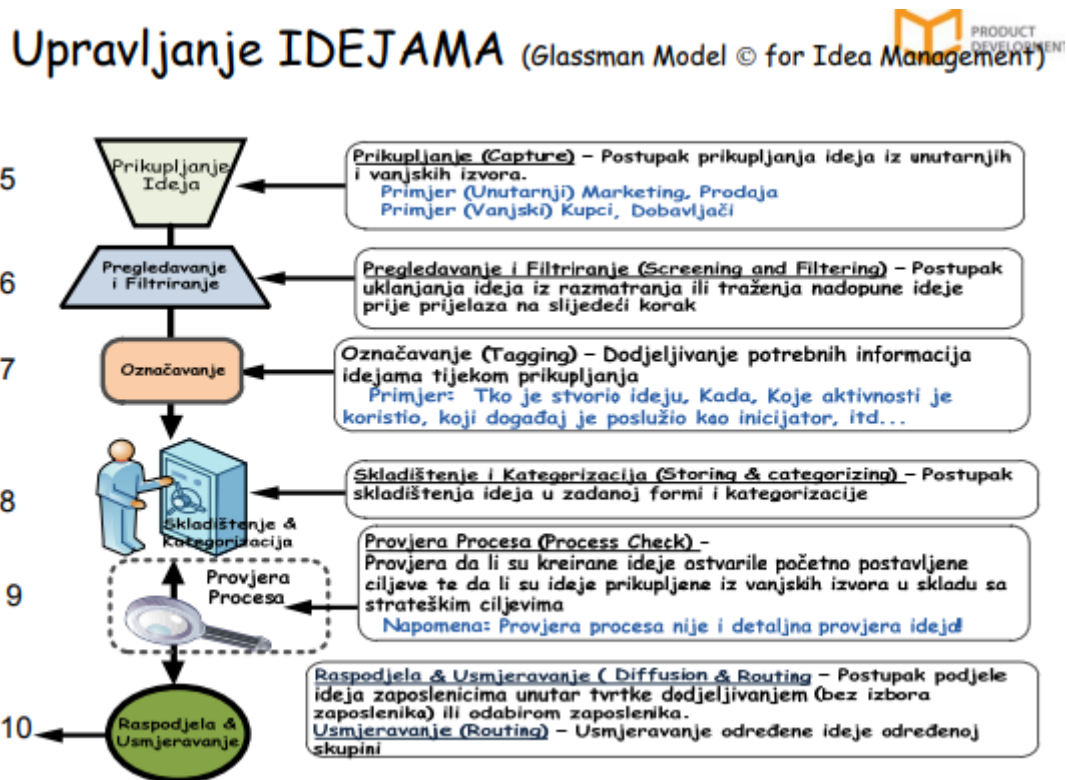 Upravljanje IDEJAMA (Glassman Model © for Idea Management)
PRODUCT
DEVELOPMENT
5
Prikupljanje
Ideja
Prikupljanje (Capture) – Postupak prikupljanja ideja iz unutarnjih
i vanjskih izvora.
Primjer (Unutarnji) Marketing, Prodaja
Primjer (Vanjski) Kupci, Dobavljači
6
Pregledavanje
i Filtriranje
Pregledavanje i Filtriranje (Screening and Filtering) – Postupak
uklanjanja ideja iz razmatranja ili traženja nadopune ideje
prije prijelaza na slijedeći korak
7
Označavanje
Označavanje (Tagging) – Dodjeljivanje potrebnih informacija
idejama tijekom prikupljanja
Primjer: Tko je stvorio ideju, Kada, Koje aktivnosti je
koristio, koji događaj je poslužio kao inicijator, itd...
8
Skladištenje &
Kategorizacija
Skladištenje i Kategorizacija (Storing & categorizing) – Postupak
skladištenja ideja u zadanoj formi i kategorizacije
9
Provjera
Procesa
Provjera Procesa (Process Check) –
Provjera da li su kreirane ideje ostvarile početno postavljene
ciljeve te da li su ideje prikupljene iz vanjskih izvora u skladu sa
strateškim ciljevima
Napomena: Provjera procesa nije i detaljna provjera ideja!
10
Raspodjela &
Usmjeravanje
Raspodjela & Usmjeravanje ( Diffusion & Routing – Postupak podjele
ideja zaposlenicima unutar tvrtke dodjeljivanjem (bez izbora
zaposlenika) ili odabirom zaposlenika.
Usmjeravanje (Routing) – Usmjeravanje određene ideje određenoj
skupini